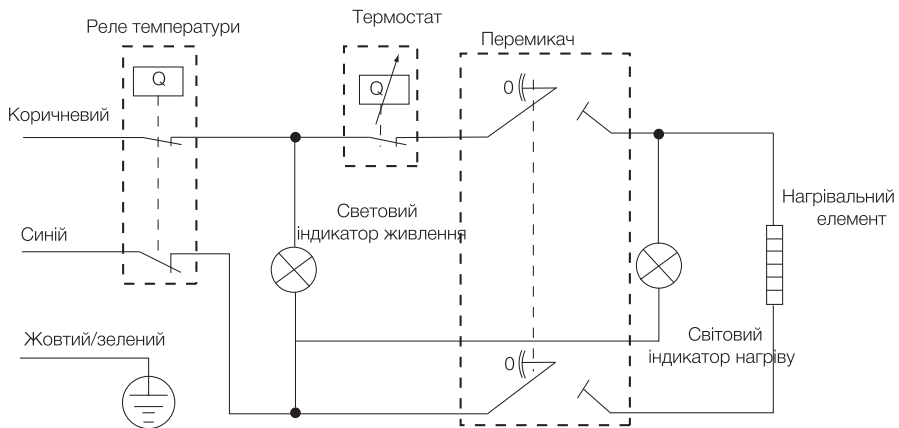 Термостат
Реле температури
Перемикач
Q
Q
0
Коричневий
Нагрівальний
елемент
Световий
індикатор живлення
Синій
Жовтий/зелений
Світовий
індикатор нагріву
0